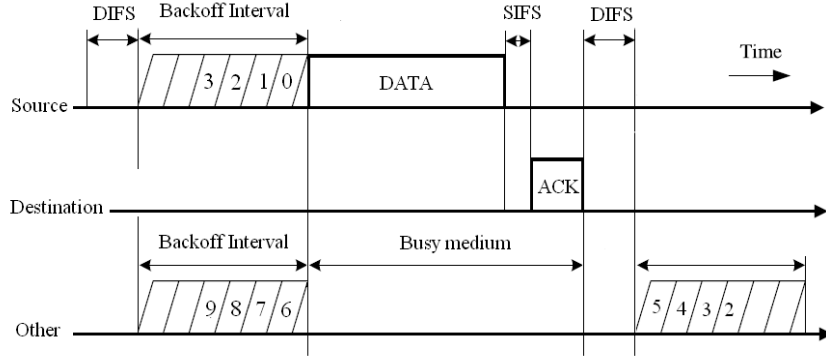 DIFS Backoff Interval SIFS DIFS
Time
3 2 1 0 DATA
Source
ACK
Destination
Backoff Interval Busy medium
9 8 7 6 5 4 3 2
Other